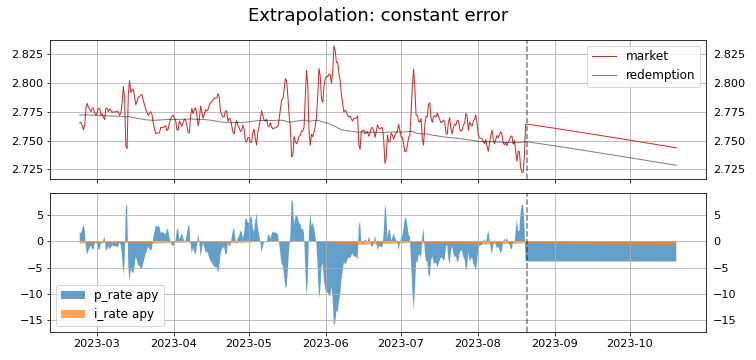 Extrapolation: constant error
2.825 2.825
2.800 2.800
2.775 2.775
2.750 2.750
2.725 2.725
market
redemption
5 5
0 0
−5 −5
−10 −10
−15 −15
p_rate apy
i_rate apy
2023-03 2023-04 2023-05 2023-06 2023-07 2023-08 2023-09 2023-10